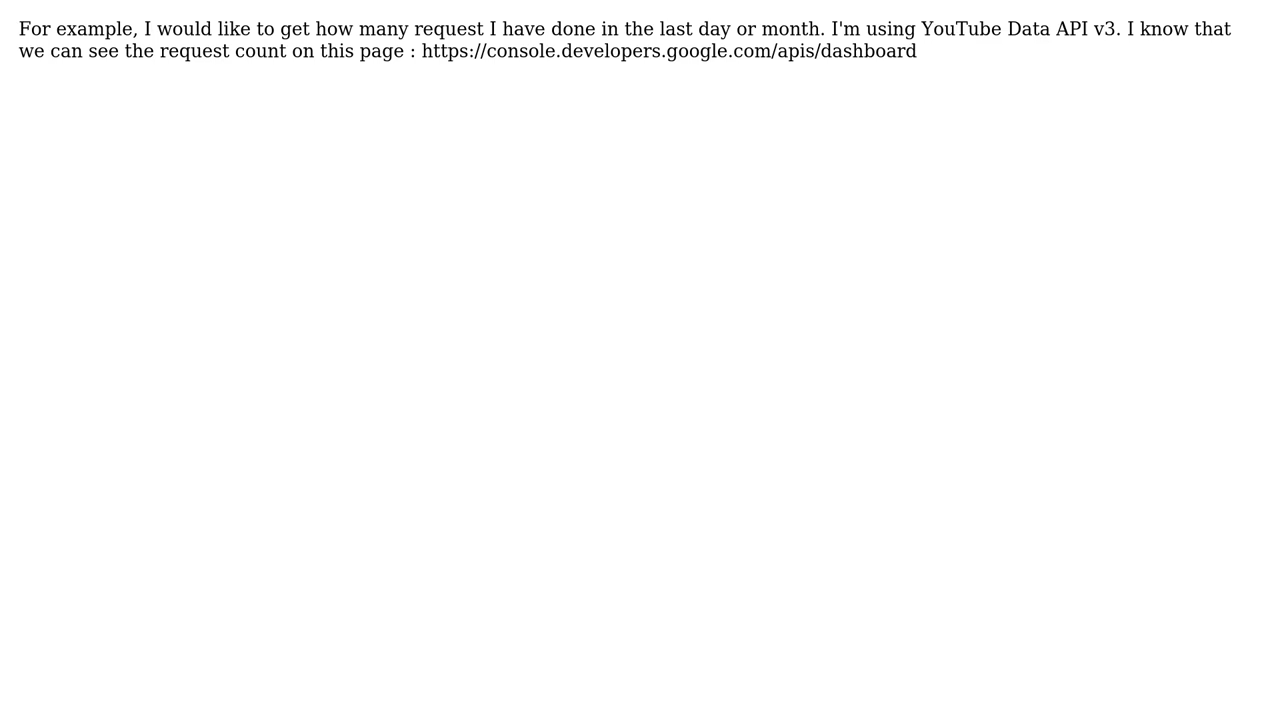 For example, I would like to get how many request I have done in the last day or month. I'm using YouTube Data API v3. I know that
we can see the request count on this page : https://console.developers.google.com/apis/dashboard